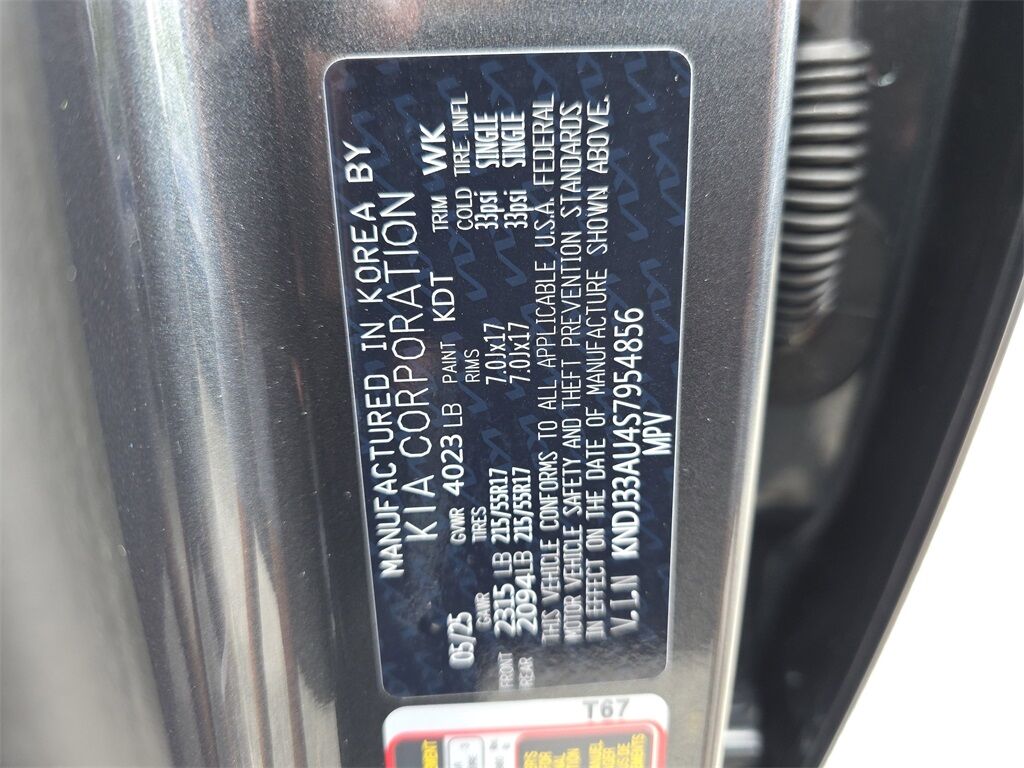 MANUFACTURED IN KOREA BY
KIA CORPORATION
05/25 GVWR 4023 LB PAINT KDT TRIM WK
GAWR TIRES RIMS COLD TIRE INFL
FRONT 2315 LB 215/55R17 7.0Jx17 33psi SINGLE
REAR 2094 LB 215/55R17 7.0Jx17 33psi SINGLE
THIS VEHICLE CONFORMS TO ALL APPLICABLE U.S.A. FEDERAL
MOTOR VEHICLE SAFETY AND THEFT PREVENTION STANDARDS
IN EFFECT ON THE DATE OF MANUFACTURE SHOWN ABOVE.
V.I.N KNDJ33AU4S7954856
MPV
T67